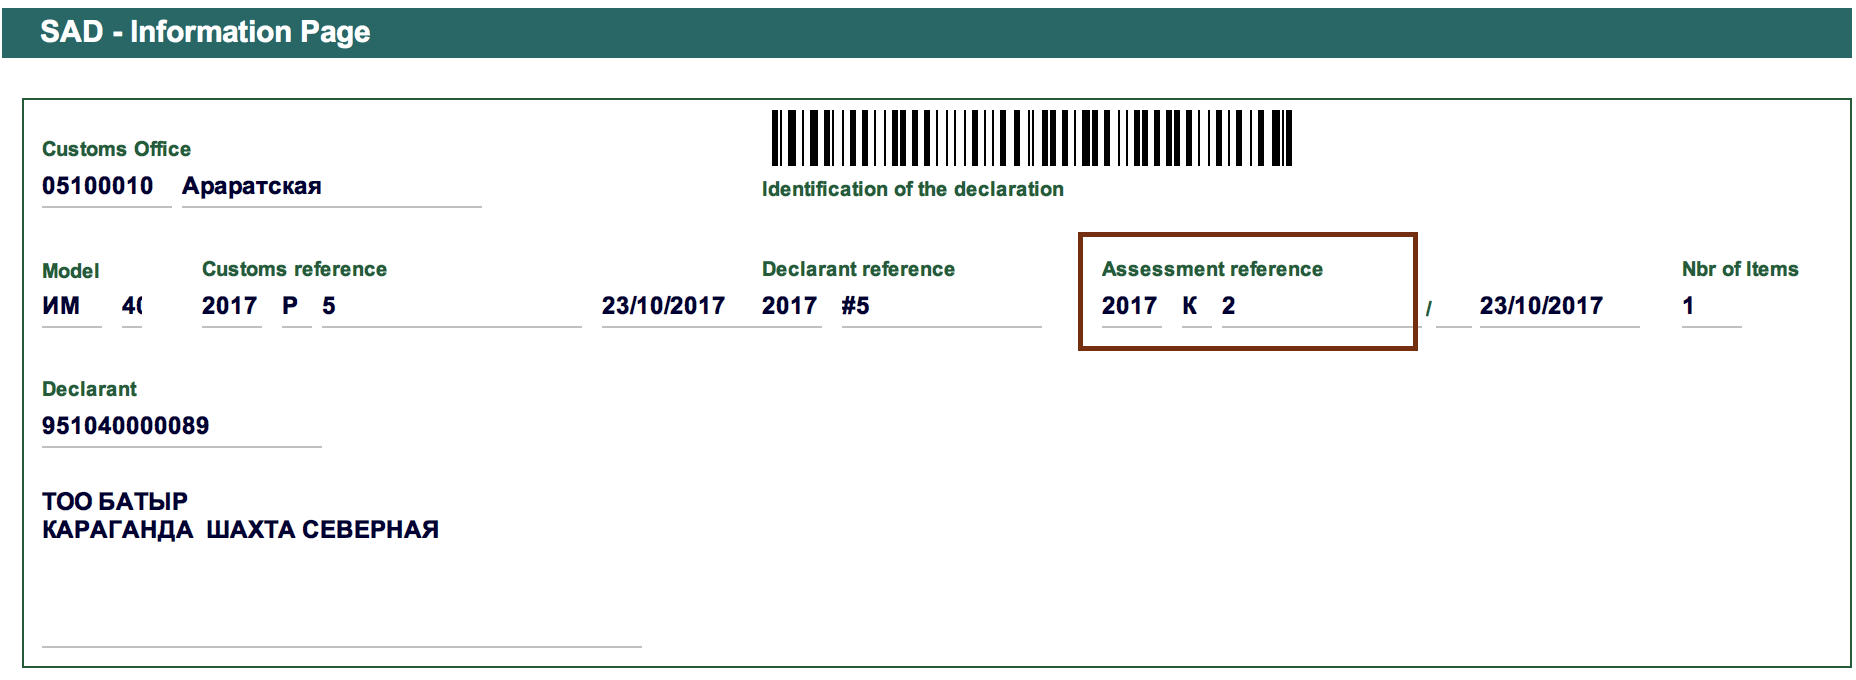 SAD - Information Page
Customs Office
05100010 Араратская
Identification of the declaration
Model Customs reference Declarant reference Assessment reference Nbr of Items
ИМ 40 2017 Р 5 23/10/2017 2017 #5 2017 К 2 / 23/10/2017 1
Declarant
951040000089
ТОО БАТЫР
КАРАГАНДА ШАХТА СЕВЕРНАЯ